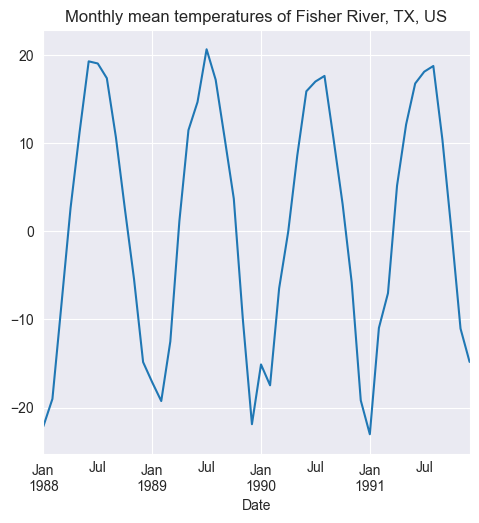 Monthly mean temperatures of Fisher River, TX, US
20
10
0
−10
−20
Jan Jul Jan Jul Jan Jul Jan Jul
1988 1989 1990 1991
Date